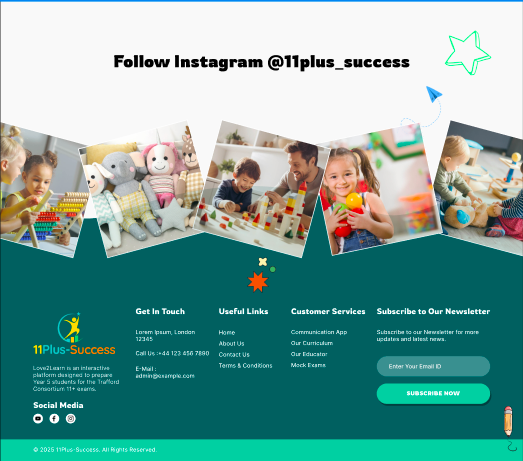 Follow Instagram @11plus_success
11Plus-Success
Love2Learn is an interactive
platform designed to prepare
Year 5 students for the Trafford
Consortium 11+ exams.
Social Media
Get In Touch
Lorem Ipsum, London
12345
Call Us :+44 123 456 7890
E-Mail :
admin@example.com
Useful Links
Home
About Us
Contact Us
Terms & Conditions
Customer Services
Communication App
Our Curriculum
Our Educator
Mock Exams
Subscribe to Our Newsletter
Subscribe to our Newsletter for more
updates and latest news.
Enter Your Email ID
SUBSCRIBE NOW
© 2025 11Plus-Success. All Rights Reserved.